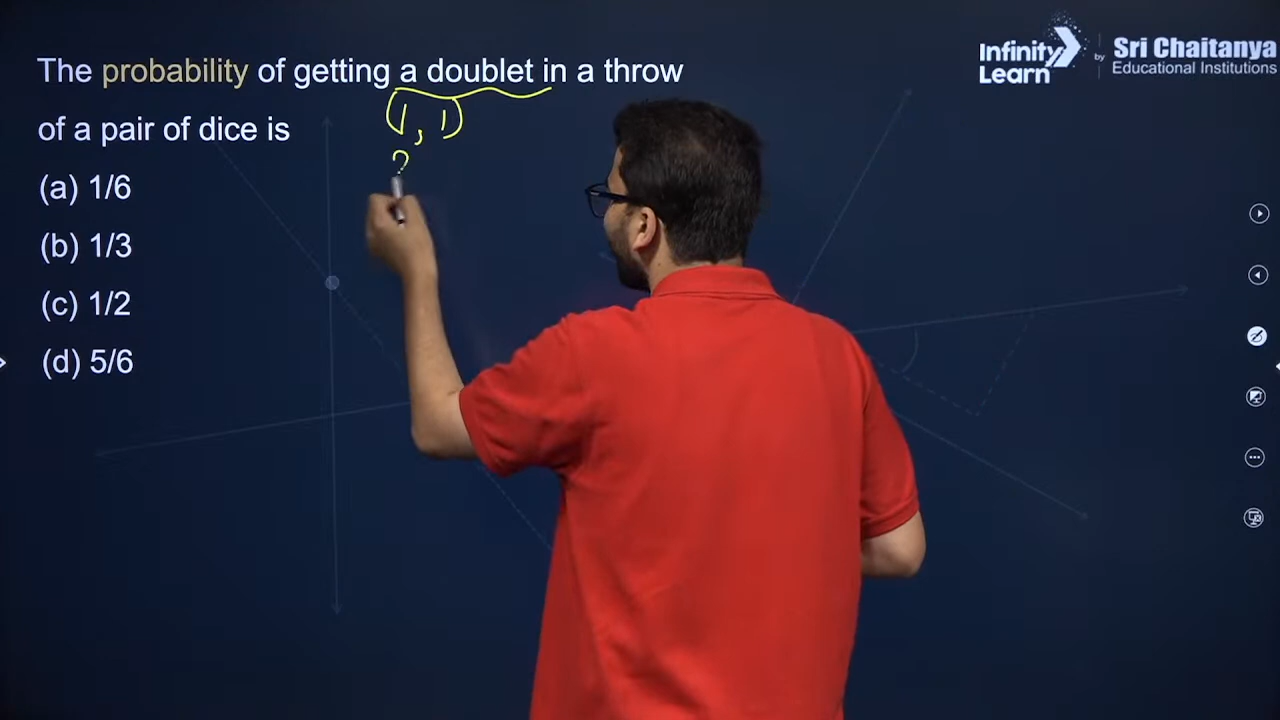 The probability of getting a doublet in a throw
of a pair of dice is
(a) 1/6
(b) 1/3
(c) 1/2
(d) 5/6
(1, 1)
Infinity
Learn
by
Sri Chaitanya
Educational Institutions